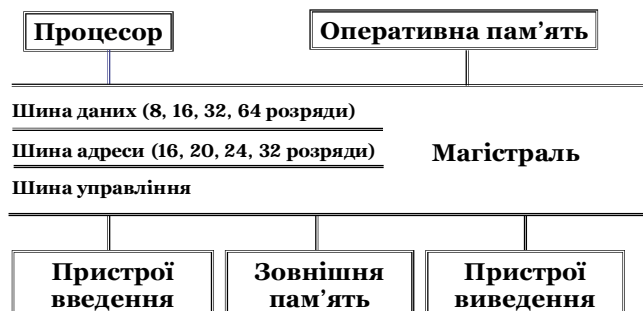 Процесор
Оперативна пам’ять
Шина даних (8, 16, 32, 64 розряди)
Шина адреси (16, 20, 24, 32 розряди)
Магістраль
Шина управління
Пристрої
введення
Зовнішня
пам’ять
Пристрої
виведення